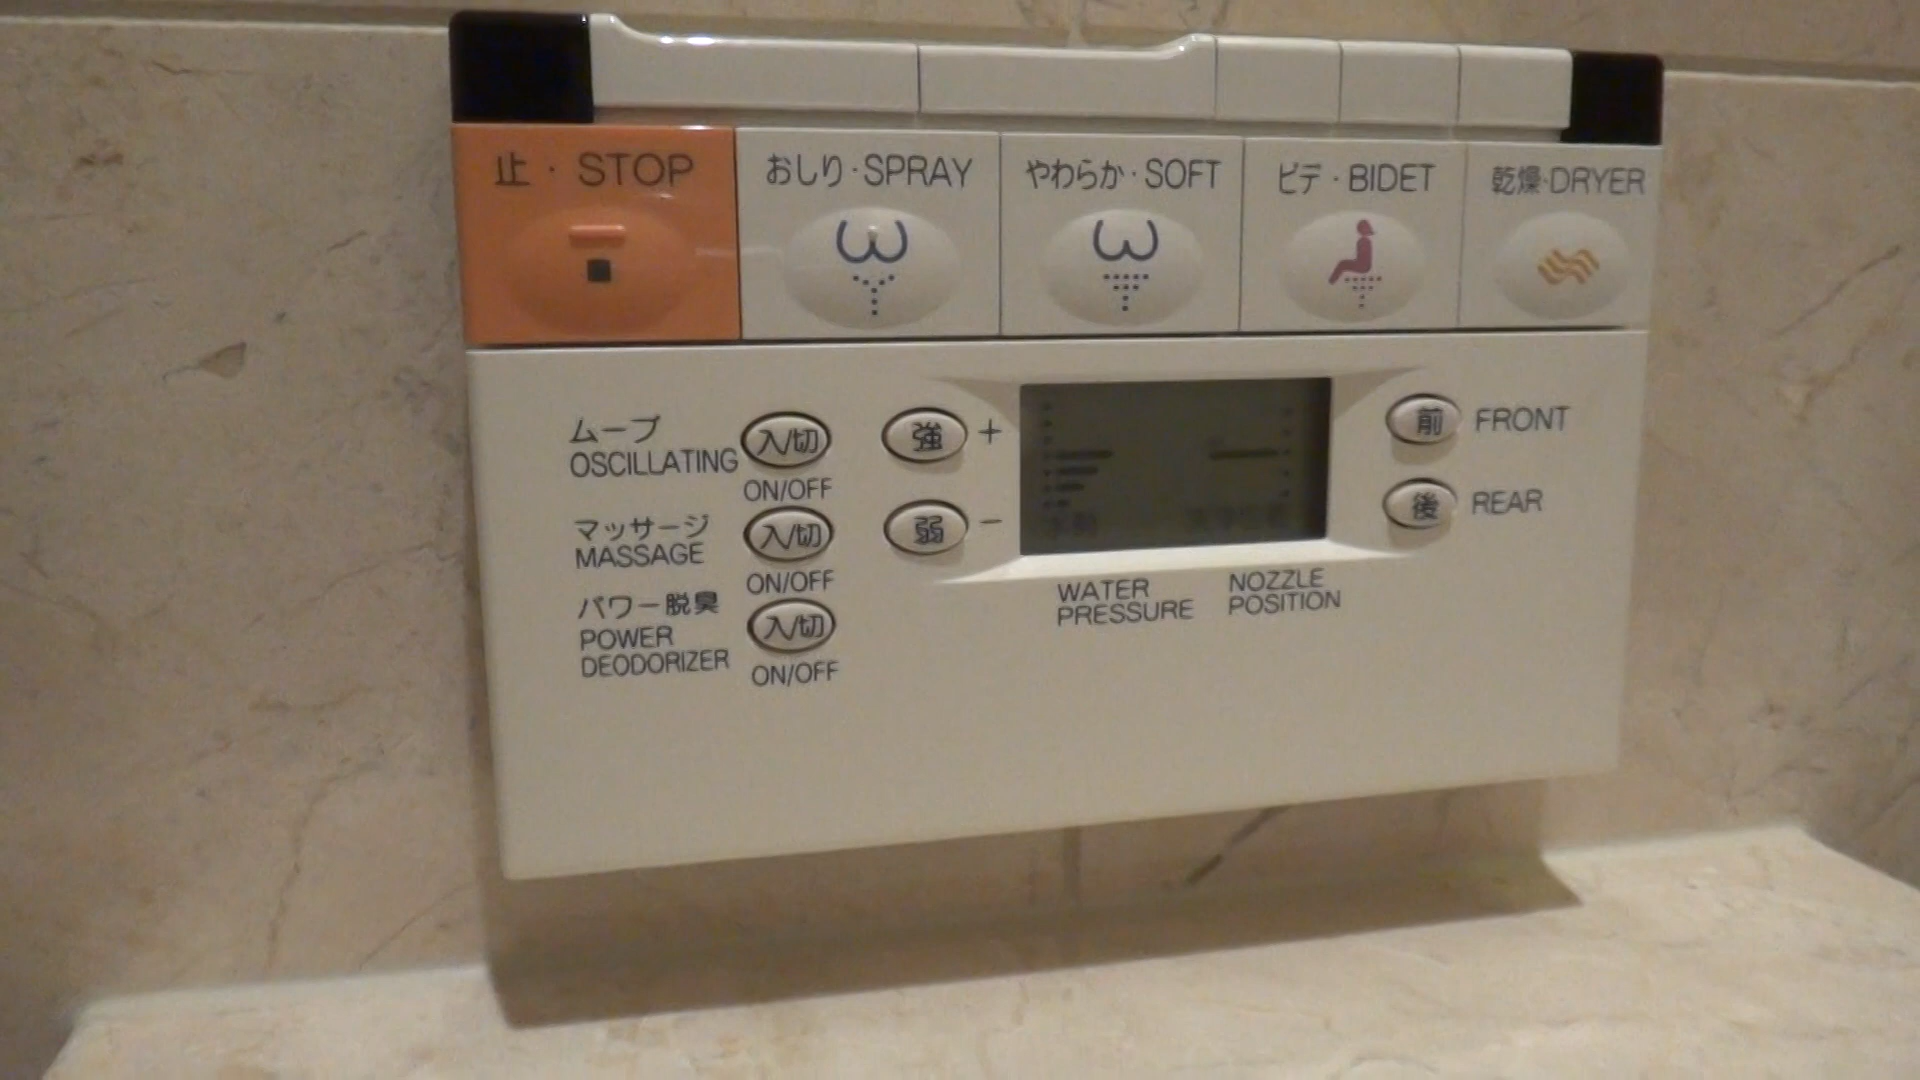 止・STOP
おしり・SPRAY
やわらか・SOFT
ビデ・BIDET
乾燥・DRYER
ムーブ
OSCILLATING
入/切
ON/OFF
マッサージ
MASSAGE
入/切
ON/OFF
パワー脱臭
POWER
DEODORIZER
入/切
ON/OFF
強 +
弱 −
WATER
PRESSURE
NOZZLE
POSITION
前 FRONT
後 REAR